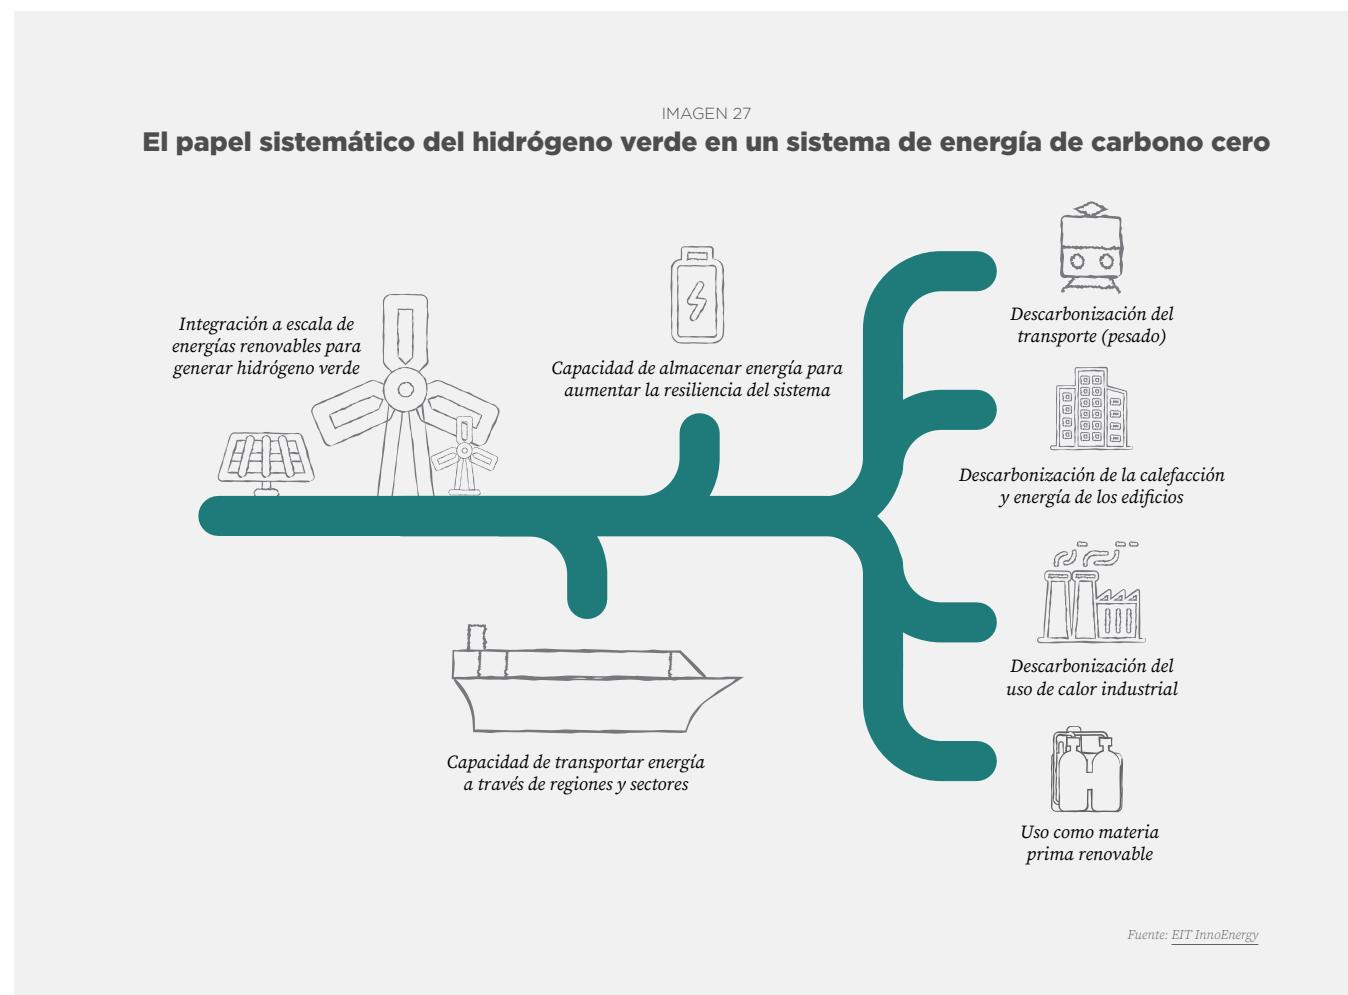 IMAGEN 27
El papel sistemático del hidrógeno verde en un sistema de energía de carbono cero
Integración a escala de
energías renovables para
generar hidrógeno verde
Capacidad de almacenar energía para
aumentar la resiliencia del sistema
Capacidad de transportar energía
a través de regiones y sectores
Descarbonización del
transporte (pesado)
Descarbonización de la calefacción
y energía de los edificios
Descarbonización del
uso de calor industrial
H
Uso como materia
prima renovable
Fuente: EIT InnoEnergy